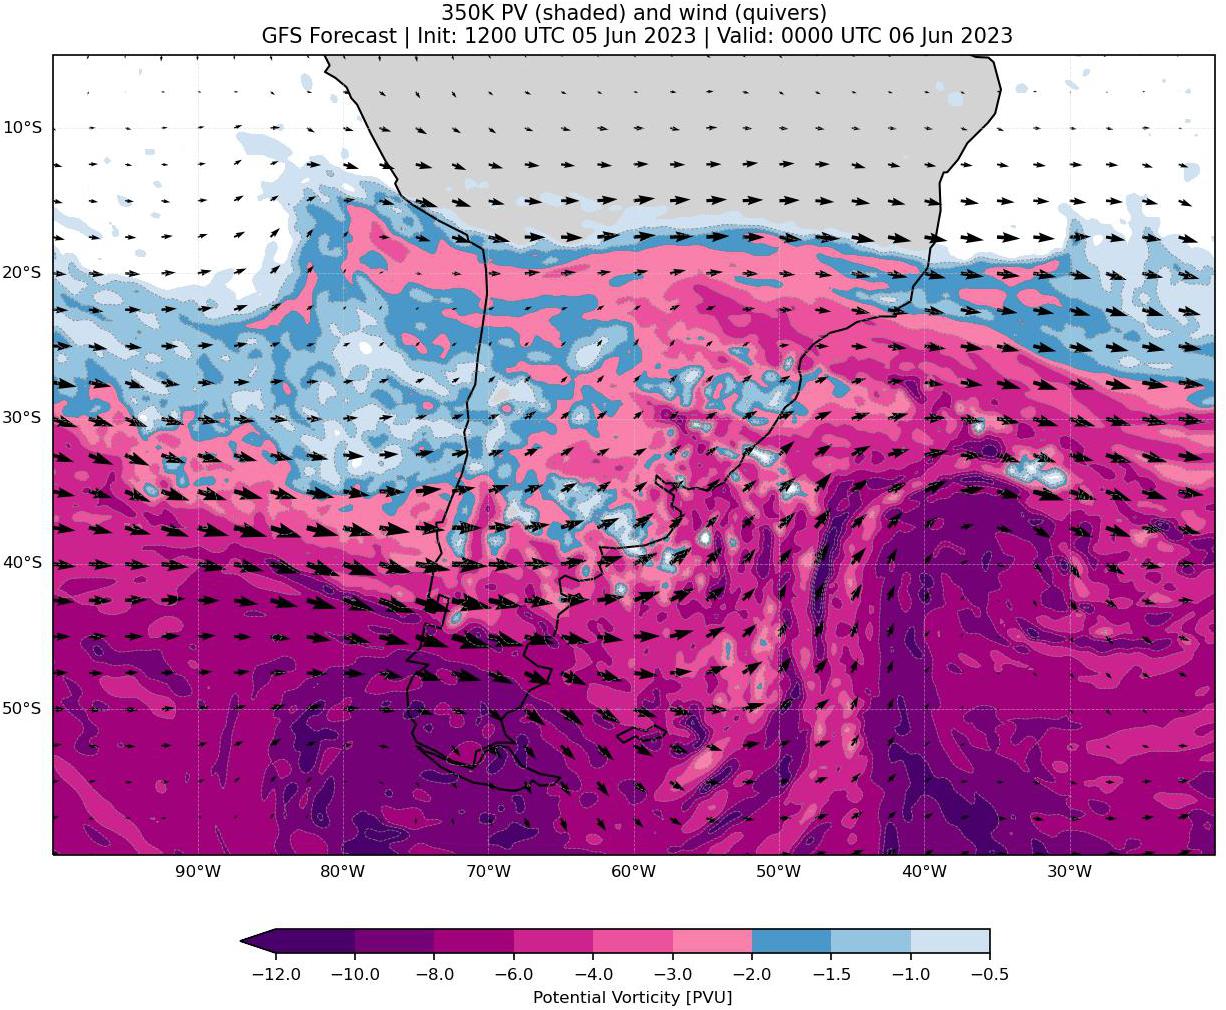 350K PV (shaded) and wind (quivers)
GFS Forecast | Init: 1200 UTC 05 Jun 2023 | Valid: 0000 UTC 06 Jun 2023
10°S
20°S
30°S
40°S
50°S
90°W 80°W 70°W 60°W 50°W 40°W 30°W
−12.0 −10.0 −8.0 −6.0 −4.0 −3.0 −2.0 −1.5 −1.0 −0.5
Potential Vorticity [PVU]